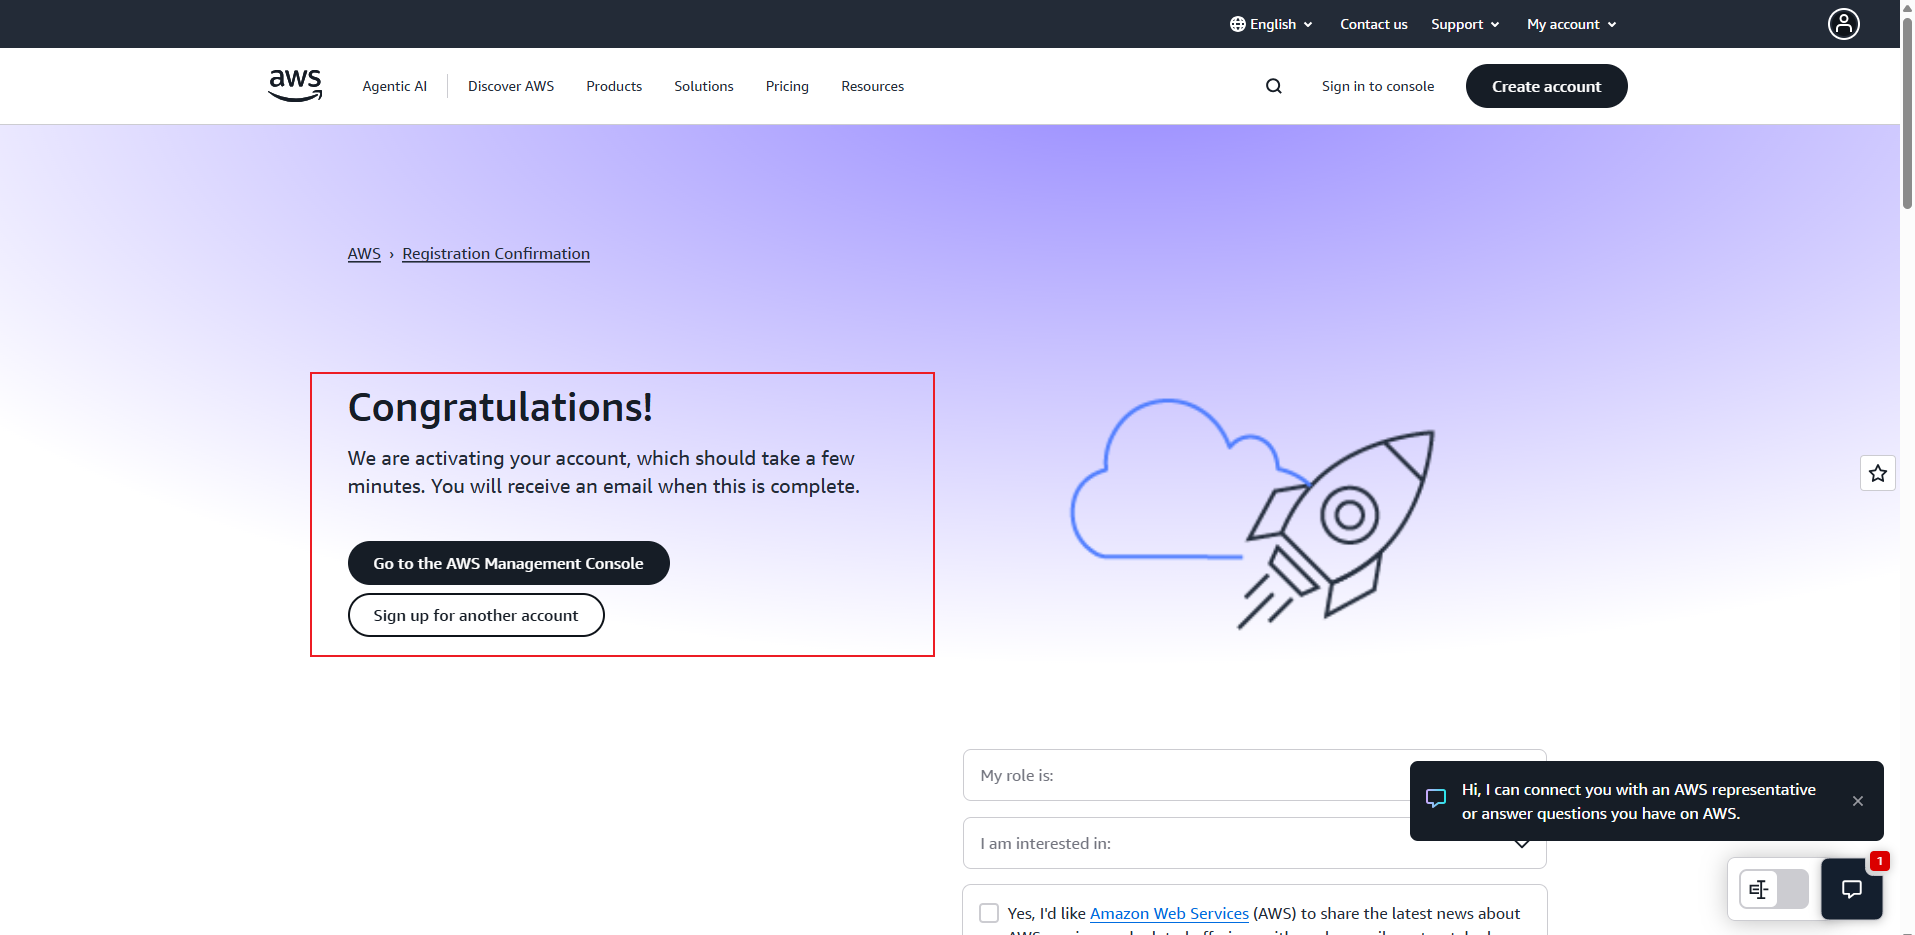 English
Contact us
Support
My account
aws
Agentic AI
Discover AWS
Products
Solutions
Pricing
Resources
Sign in to console
Create account
AWS › Registration Confirmation
Congratulations!
We are activating your account, which should take a few
minutes. You will receive an email when this is complete.
Go to the AWS Management Console
Sign up for another account
My role is:
I am interested in:
Hi, I can connect you with an AWS representative
or answer questions you have on AWS.
1
Yes, I'd like Amazon Web Services (AWS) to share the latest news about